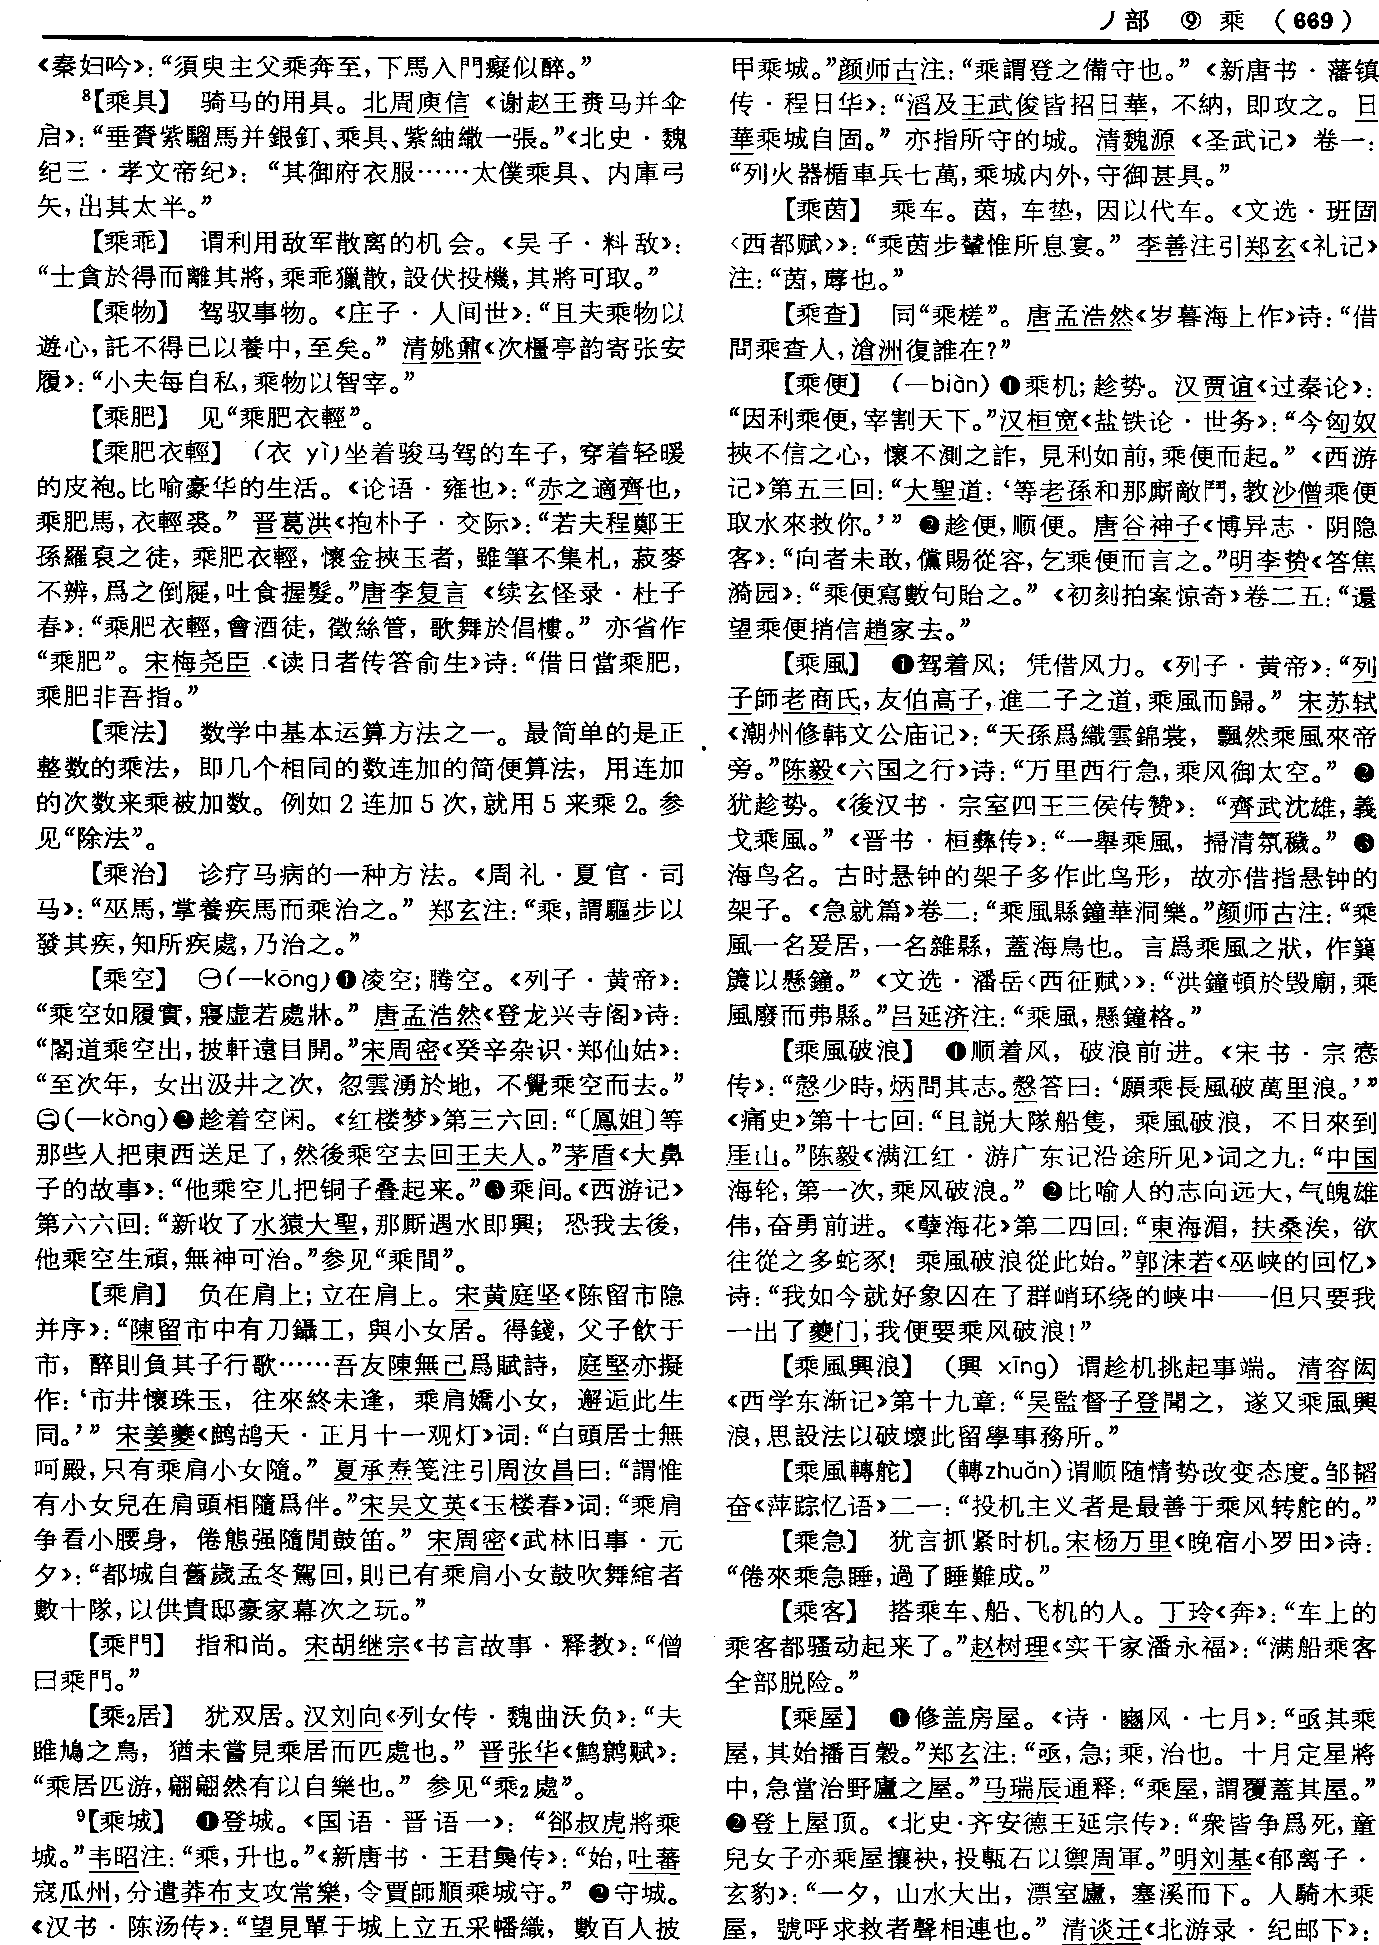 丿部 ⑨ 乘 （669）
《秦妇吟》：“須臾主父乘奔至，下馬入門癡似醉。”
⁸【乘具】 骑马的用具。北周庾信《谢赵王赉马并伞
启》：“垂賚紫騮馬并銀釘、乘具、紫紬繖一張。”《北史·魏
纪三·孝文帝纪》：“其御府衣服……太僕乘具、内庫弓
矢，出其太半。”
【乘乖】 谓利用敌军散离的机会。《吴子·料敌》：
“士貪於得而離其將，乘乖獵散，設伏投機，其將可取。”
【乘物】 驾驭事物。《庄子·人间世》：“且夫乘物以
遊心，託不得已以養中，至矣。”清姚鼐《次櫃亭韵寄张安
履》：“小夫每自私，乘物以智宰。”
【乘肥】 见“乘肥衣輕”。
【乘肥衣輕】 （衣 yì）坐着骏马驾的车子，穿着轻暖
的皮袍。比喻豪华的生活。《论语·雍也》：“赤之適齊也，
乘肥馬，衣輕裘。”晋葛洪《抱朴子·交际》：“若夫程鄭王
孫羅裒之徒，乘肥衣輕，懷金挾玉者，雖筆不集札，菽麥
不辨，爲之倒屣，吐食握髮。”唐李复言《续玄怪录·杜子
春》：“乘肥衣輕，會酒徒，徵絲管，歌舞於倡樓。”亦省作
“乘肥”。宋梅尧臣《读日者传答俞生》诗：“借日當乘肥，
乘肥非吾指。”
【乘法】 数学中基本运算方法之一。最简单的是正
整数的乘法，即几个相同的数连加的简便算法，用连加
的次数来乘被加数。例如2连加5次，就用5来乘2。参
见“除法”。
【乘治】 诊疗马病的一种方法。《周礼·夏官·司
马》：“巫馬，掌養疾馬而乘治之。”郑玄注：“乘，謂驅步以
發其疾，知所疾處，乃治之。”
【乘空】 ㊀（—kōng）❶凌空；腾空。《列子·黄帝》：
“乘空如履實，寢虚若處牀。”唐孟浩然《登龙兴寺阁》诗：
“閣道乘空出，披軒遠目開。”宋周密《癸辛杂识·郑仙姑》：
“至次年，女出汲井之次，忽雲湧於地，不覺乘空而去。”
㊁（—kòng）❷趁着空闲。《红楼梦》第三六回：“〔鳳姐〕等
那些人把東西送足了，然後乘空去回王夫人。”茅盾《大鼻
子的故事》：“他乘空儿把铜子叠起来。”❸乘间。《西游记》
第六六回：“新收了水猿大聖，那厮遇水即興；恐我去後，
他乘空生頑，無神可治。”参见“乘間”。
【乘肩】 负在肩上；立在肩上。宋黄庭坚《陈留市隐
并序》：“陳留市中有刀鑷工，與小女居。得錢，父子飲于
市，醉則負其子行歌……吾友陳無己爲賦詩，庭堅亦擬
作：‘市井懷珠玉，往來終未逢，乘肩嬌小女，邂逅此生
同。’”宋姜夔《鹧鸪天·正月十一观灯》词：“白頭居士無
呵殿，只有乘肩小女隨。”夏承焘笺注引周汝昌曰：“謂惟
有小女兒在肩頭相隨爲伴。”宋吴文英《玉楼春》词：“乘肩
争看小腰身，倦態强隨閒鼓笛。”宋周密《武林旧事·元
夕》：“都城自舊歲孟冬駕回，則已有乘肩小女鼓吹舞綰者
數十隊，以供貴邸豪家幕次之玩。”
【乘門】 指和尚。宋胡继宗《书言故事·释教》：“僧
曰乘門。”
【乘₂居】 犹双居。汉刘向《列女传·魏曲沃负》：“夫
雎鳩之鳥，猶未嘗見乘居而匹處也。”晋张华《鹪鹩赋》：
“乘居匹游，翩翩然有以自樂也。”参见“乘₂處”。
⁹【乘城】 ❶登城。《国语·晋语一》：“郤叔虎將乘
城。”韦昭注：“乘，升也。”《新唐书·王君㚟传》：“始，吐蕃
寇瓜州，分遣莽布支攻常樂，令賈師順乘城守。”❷守城。
《汉书·陈汤传》：“望見單于城上立五采幡織，數百人披
甲乘城。”颜师古注：“乘謂登之備守也。”《新唐书·藩镇
传·程日华》：“滔及王武俊皆招日華，不納，即攻之。日
華乘城自固。”亦指所守的城。清魏源《圣武记》卷一：
“列火器楯車兵七萬，乘城内外，守御甚具。”
【乘茵】 乘车。茵，车垫，因以代车。《文选·班固
〈西都赋〉》：“乘茵步輦惟所息宴。”李善注引郑玄《礼记》
注：“茵，蓐也。”
【乘查】 同“乘槎”。唐孟浩然《岁暮海上作》诗：“借
問乘查人，滄洲復誰在？”
【乘便】 （—biàn）❶乘机；趁势。汉贾谊《过秦论》：
“因利乘便，宰割天下。”汉桓宽《盐铁论·世务》：“今匈奴
挾不信之心，懷不測之詐，見利如前，乘便而起。”《西游
记》第五三回：“大聖道：‘等老孫和那厮敵鬥，教沙僧乘便
取水來救你。’”❷趁便，顺便。唐谷神子《博异志·阴隐
客》：“向者未敢，儻賜從容，乞乘便而言之。”明李贽《答焦
漪园》：“乘便寫數句貽之。”《初刻拍案惊奇》卷二五：“還
望乘便捎信趙家去。”
【乘風】 ❶驾着风；凭借风力。《列子·黄帝》：“列
子師老商氏，友伯高子，進二子之道，乘風而歸。”宋苏轼
《潮州修韩文公庙记》：“天孫爲織雲錦裳，飄然乘風來帝
旁。”陈毅《六国之行》诗：“万里西行急，乘风御太空。”❷
犹趁势。《後汉书·宗室四王三侯传赞》：“齊武沈雄，義
戈乘風。”《晋书·桓彝传》：“一舉乘風，掃清氛穢。”❸
海鸟名。古时悬钟的架子多作此鸟形，故亦借指悬钟的
架子。《急就篇》卷二：“乘風縣鐘華洞樂。”颜师古注：“乘
風一名爰居，一名雜縣，蓋海鳥也。言爲乘風之狀，作簨
簴以懸鐘。”《文选·潘岳〈西征赋〉》：“洪鐘頓於毁廟，乘
風廢而弗縣。”吕延济注：“乘風，懸鐘格。”
【乘風破浪】 ❶顺着风，破浪前进。《宋书·宗悫
传》：“慤少時，炳問其志。慤答曰：‘願乘長風破萬里浪。’”
《痛史》第十七回：“且説大隊船隻，乘風破浪，不日來到
厓山。”陈毅《满江红·游广东记沿途所见》词之九：“中国
海轮，第一次，乘风破浪。”❷比喻人的志向远大，气魄雄
伟，奋勇前进。《孽海花》第二四回：“東海湄，扶桑涘，欲
往從之多蛇豕！乘風破浪從此始。”郭沫若《巫峡的回忆》
诗：“我如今就好象囚在了群峭环绕的峡中——但只要我
一出了夔门，我便要乘风破浪！”
【乘風興浪】 （興 xīng）谓趁机挑起事端。清容闳
《西学东渐记》第十九章：“吴監督子登聞之，遂又乘風興
浪，思設法以破壞此留學事務所。”
【乘風轉舵】 （轉zhuǎn）谓顺随情势改变态度。邹韬
奋《萍踪忆语》二一：“投机主义者是最善于乘风转舵的。”
【乘急】 犹言抓紧时机。宋杨万里《晚宿小罗田》诗：
“倦來乘急睡，過了睡難成。”
【乘客】 搭乘车、船、飞机的人。丁玲《奔》：“车上的
乘客都骚动起来了。”赵树理《实干家潘永福》：“满船乘客
全部脱险。”
【乘屋】 ❶修盖房屋。《诗·豳风·七月》：“亟其乘
屋，其始播百穀。”郑玄注：“亟，急；乘，治也。十月定星將
中，急當治野廬之屋。”马瑞辰通释：“乘屋，謂覆蓋其屋。”
❷登上屋顶。《北史·齐安德王延宗传》：“衆皆争爲死，童
兒女子亦乘屋攘袂，投甎石以禦周軍。”明刘基《郁离子·
玄豹》：“一夕，山水大出，漂室廬，塞溪而下。人騎木乘
屋，號呼求救者聲相連也。”清谈迁《北游录·纪邮下》：